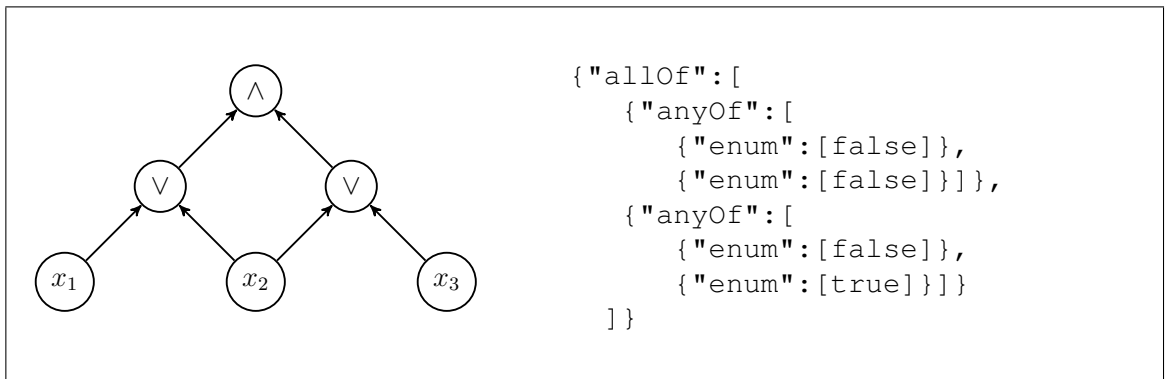 ∧
∨ ∨
x₁ x₂ x₃
{"allOf":[
{"anyOf":[
{"enum":[false]},
{"enum":[false]}]},
{"anyOf":[
{"enum":[false]},
{"enum":[true]}]}
]}